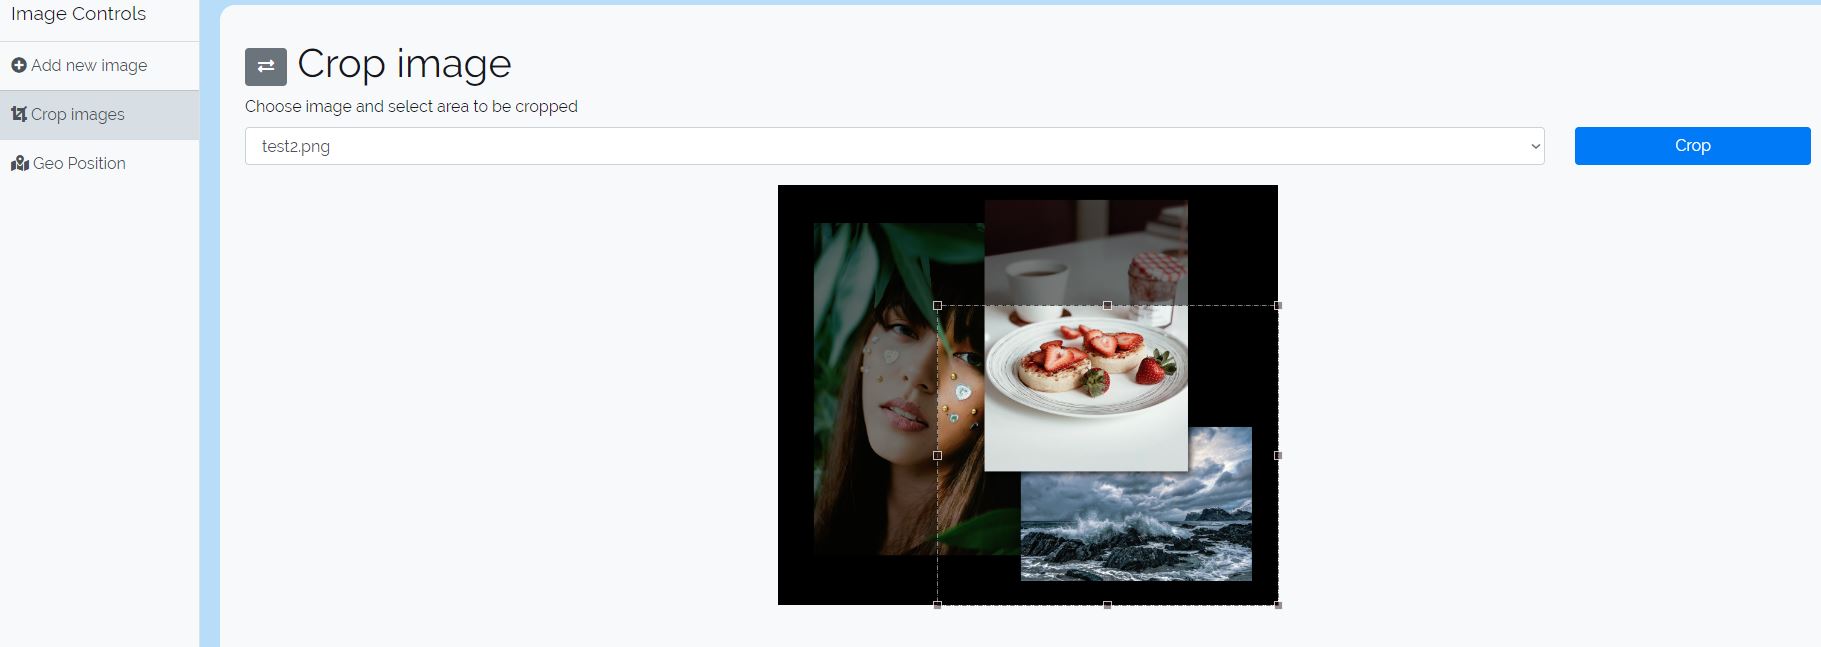 Image Controls
Add new image
Crop images
Geo Position
Crop image
Choose image and select area to be cropped
test2.png
Crop